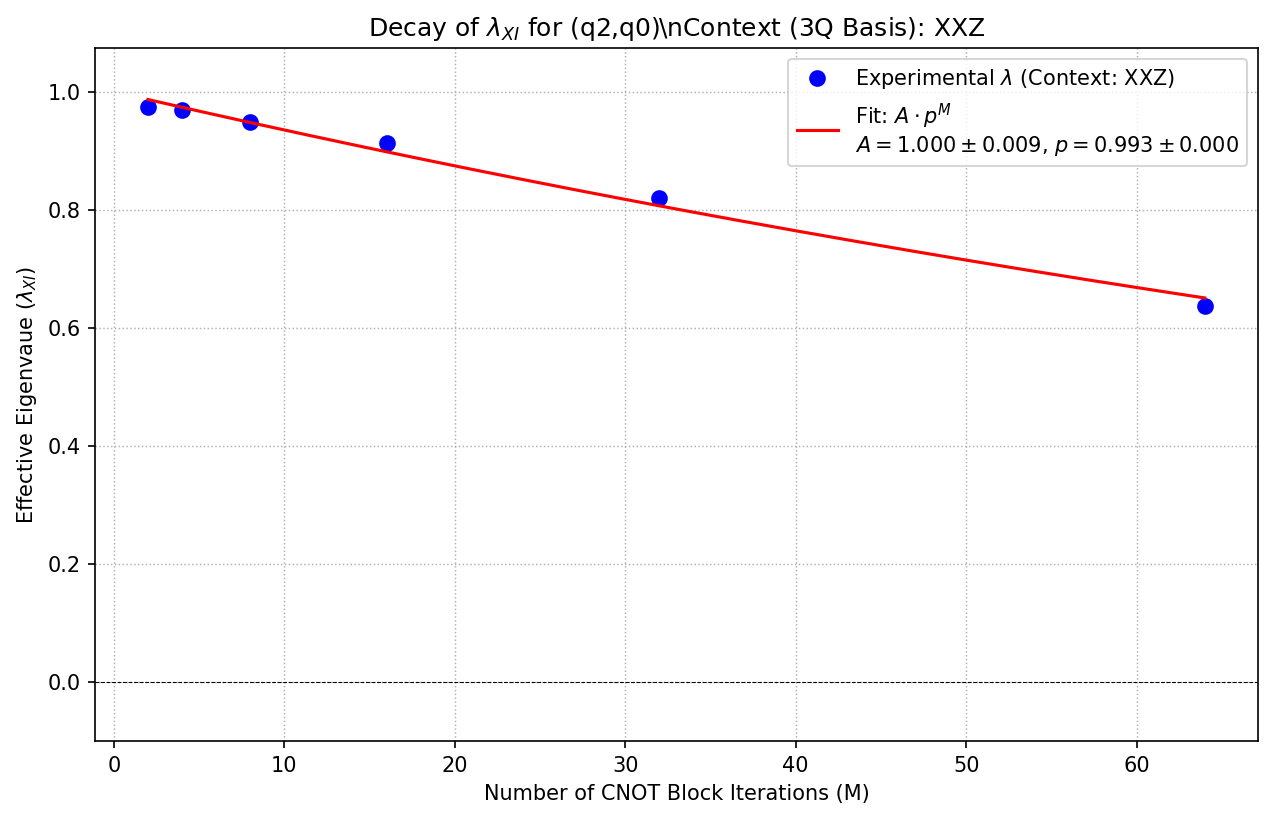 Decay of λ_XI for (q2,q0)\nContext (3Q Basis): XXZ
Experimental λ (Context: XXZ)
Fit: A · p^M
A = 1.000 ± 0.009, p = 0.993 ± 0.000
Effective Eigenvaue (λ_XI)
1.0
0.8
0.6
0.4
0.2
0.0
0 10 20 30 40 50 60
Number of CNOT Block Iterations (M)